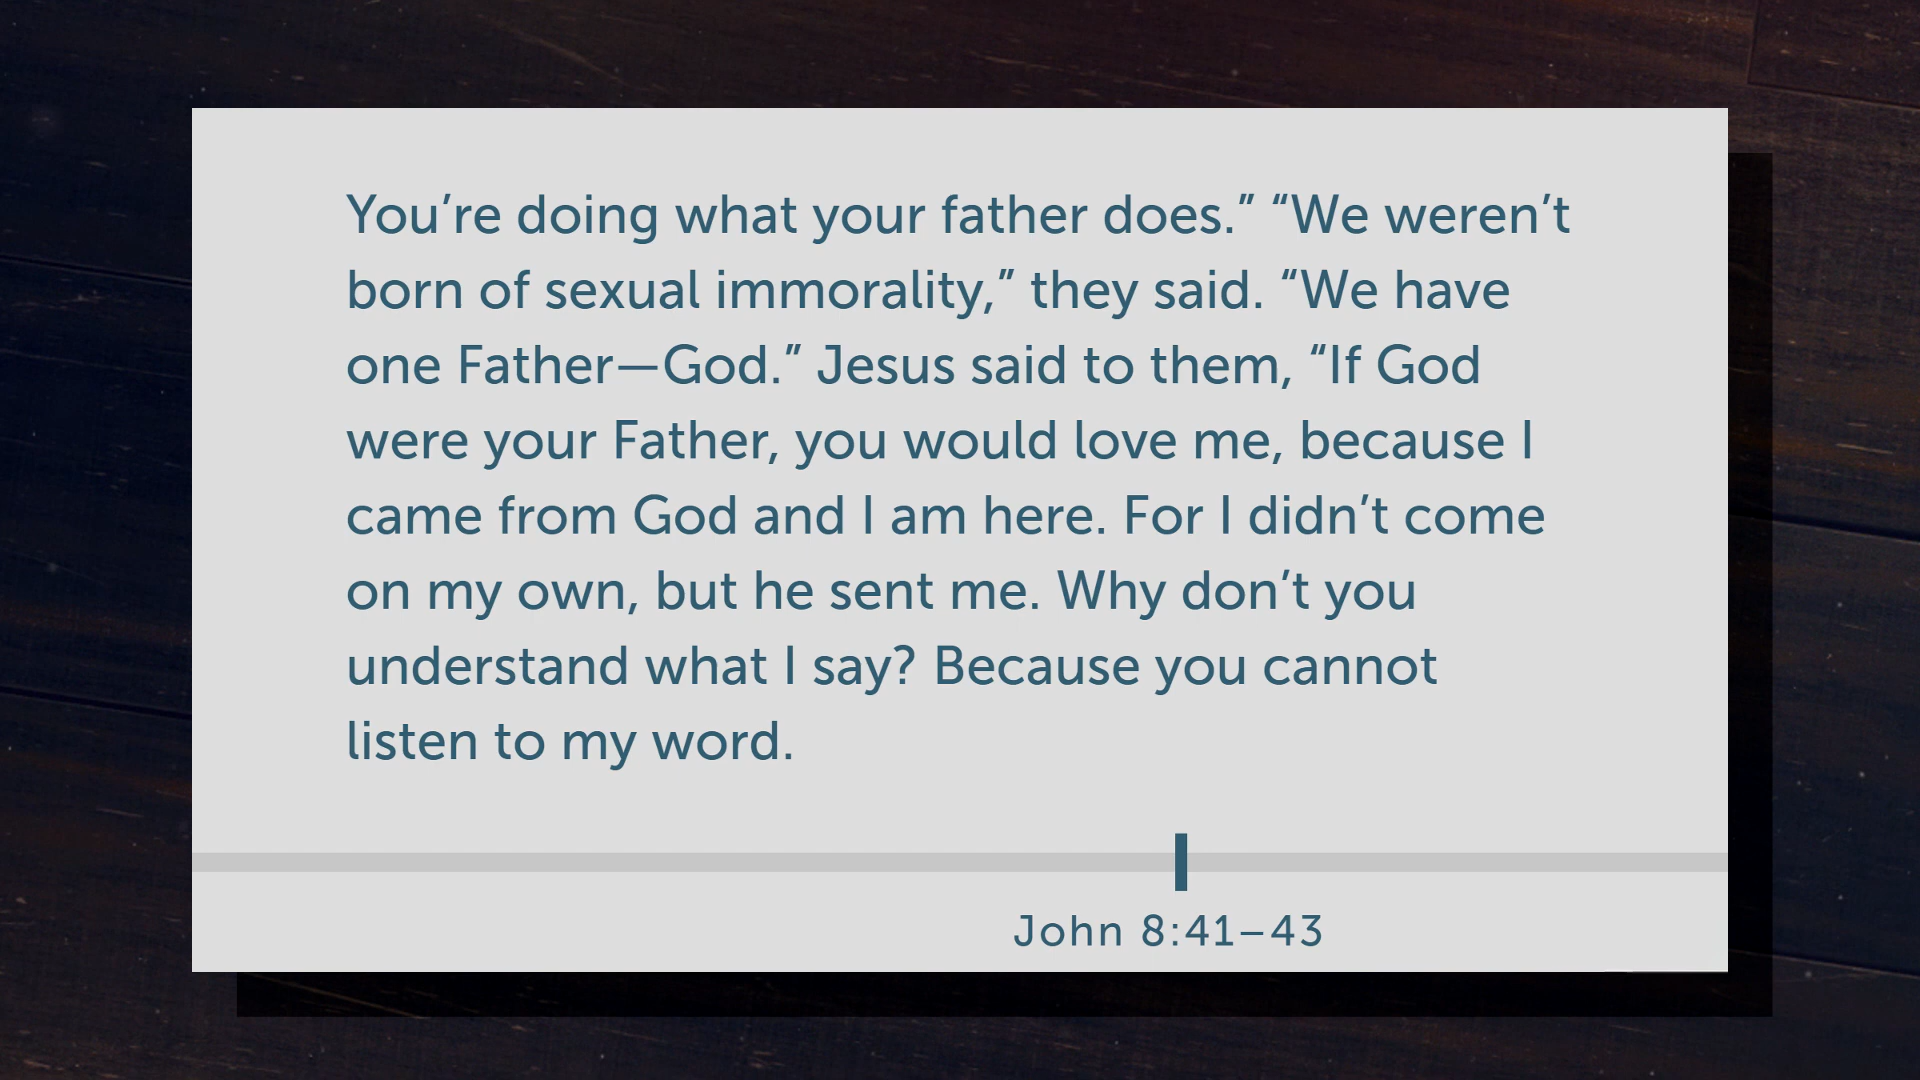 You’re doing what your father does.” “We weren’t
born of sexual immorality,” they said. “We have
one Father—God.” Jesus said to them, “If God
were your Father, you would love me, because I
came from God and I am here. For I didn’t come
on my own, but he sent me. Why don’t you
understand what I say? Because you cannot
listen to my word.
John 8:41–43